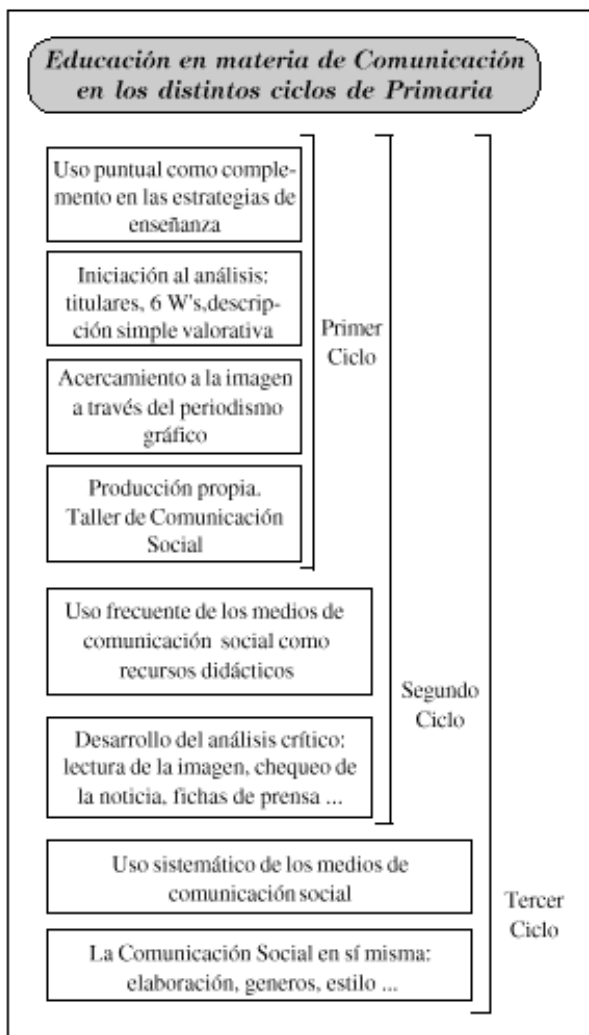 Educación en materia de Comunicación
en los distintos ciclos de Primaria
Uso puntual como comple-
mento en las estrategias de
enseñanza
Iniciación al análisis:
titulares, 6 W's,descrip-
ción simple valorativa
Acercamiento a la imagen
a través del periodismo
gráfico
Producción propia.
Taller de Comunicación
Social
Primer
Ciclo
Uso frecuente de los medios de
comunicación social como
recursos didácticos
Desarrollo del análisis crítico:
lectura de la imagen, chequeo de
la noticia, fichas de prensa ...
Segundo
Ciclo
Uso sistemático de los medios de
comunicación social
La Comunicación Social en sí misma:
elaboración, generos, estilo ...
Tercer
Ciclo